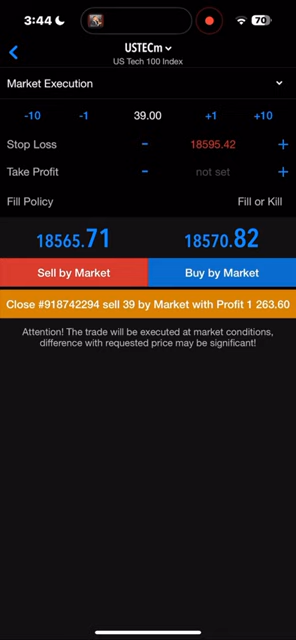 3:44
70
USTECm
US Tech 100 Index
Market Execution
-10 -1 39.00 +1 +10
Stop Loss - 18595.42 +
Take Profit - not set +
Fill Policy Fill or Kill
18565.71 18570.82
Sell by Market Buy by Market
Close #918742294 sell 39 by Market with Profit 1 263.60
Attention! The trade will be executed at market conditions,
difference with requested price may be significant!